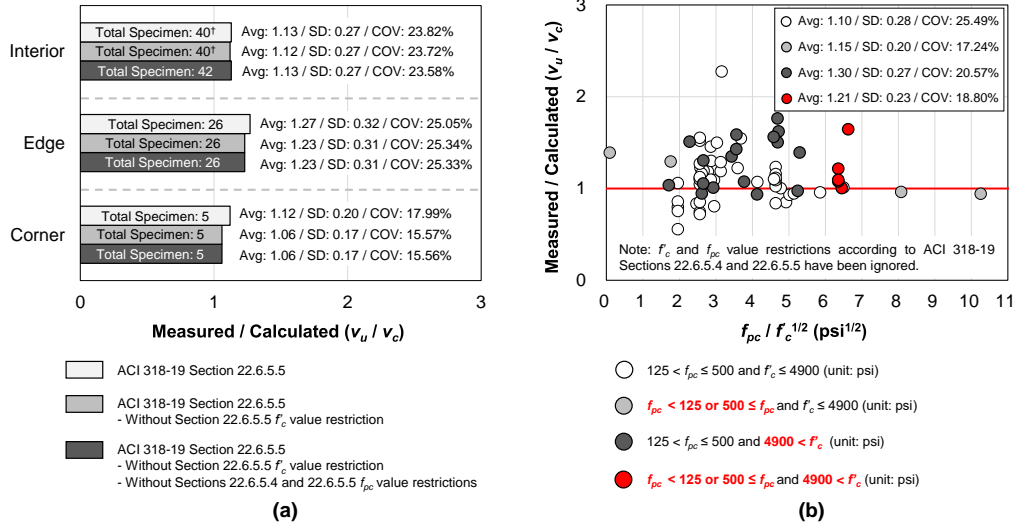 Interior
Total Specimen: 40†
Avg: 1.13 / SD: 0.27 / COV: 23.82%
Total Specimen: 40†
Avg: 1.12 / SD: 0.27 / COV: 23.72%
Total Specimen: 42
Avg: 1.13 / SD: 0.27 / COV: 23.58%
Edge
Total Specimen: 26
Avg: 1.27 / SD: 0.32 / COV: 25.05%
Total Specimen: 26
Avg: 1.23 / SD: 0.31 / COV: 25.34%
Total Specimen: 26
Avg: 1.23 / SD: 0.31 / COV: 25.33%
Corner
Total Specimen: 5
Avg: 1.12 / SD: 0.20 / COV: 17.99%
Total Specimen: 5
Avg: 1.06 / SD: 0.17 / COV: 15.57%
Total Specimen: 5
Avg: 1.06 / SD: 0.17 / COV: 15.56%
0 1 2 3
Measured / Calculated (vu / vc)
ACI 318-19 Section 22.6.5.5
ACI 318-19 Section 22.6.5.5
- Without Section 22.6.5.5 f'c value restriction
ACI 318-19 Section 22.6.5.5
- Without Section 22.6.5.5 f'c value restriction
- Without Sections 22.6.5.4 and 22.6.5.5 fpc value restrictions
(a)
Measured / Calculated (vu / vc)
3
2
1
0
Avg: 1.10 / SD: 0.28 / COV: 25.49%
Avg: 1.15 / SD: 0.20 / COV: 17.24%
Avg: 1.30 / SD: 0.27 / COV: 20.57%
Avg: 1.21 / SD: 0.23 / COV: 18.80%
Note: f'c and fpc value restrictions according to ACI 318-19
Sections 22.6.5.4 and 22.6.5.5 have been ignored.
0 1 2 3 4 5 6 7 8 9 10 11
fpc / f'c1/2 (psi1/2)
125 < fpc ≤ 500 and f'c ≤ 4900 (unit: psi)
fpc < 125 or 500 ≤ fpc and f'c ≤ 4900 (unit: psi)
125 < fpc ≤ 500 and 4900 < f'c (unit: psi)
fpc < 125 or 500 ≤ fpc and 4900 < f'c (unit: psi)
(b)